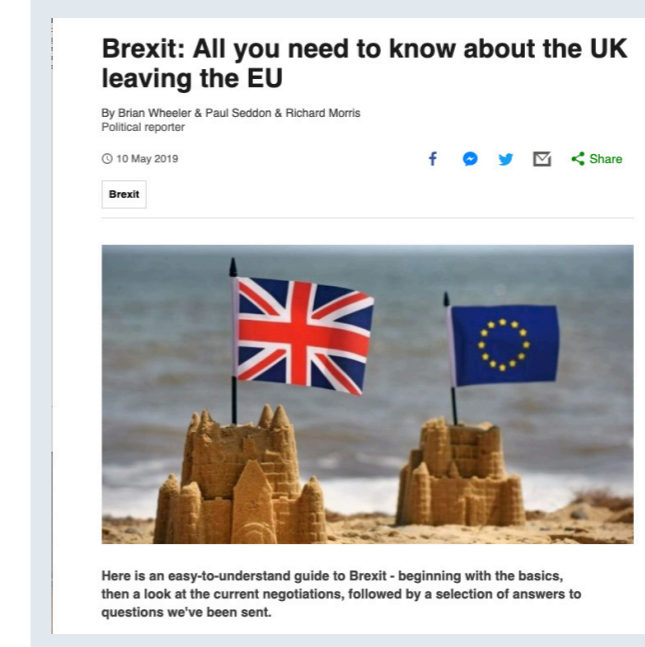 Brexit: All you need to know about the UK
leaving the EU
By Brian Wheeler & Paul Seddon & Richard Morris
Political reporter
10 May 2019
Share
Brexit
Here is an easy-to-understand guide to Brexit - beginning with the basics,
then a look at the current negotiations, followed by a selection of answers to
questions we've been sent.